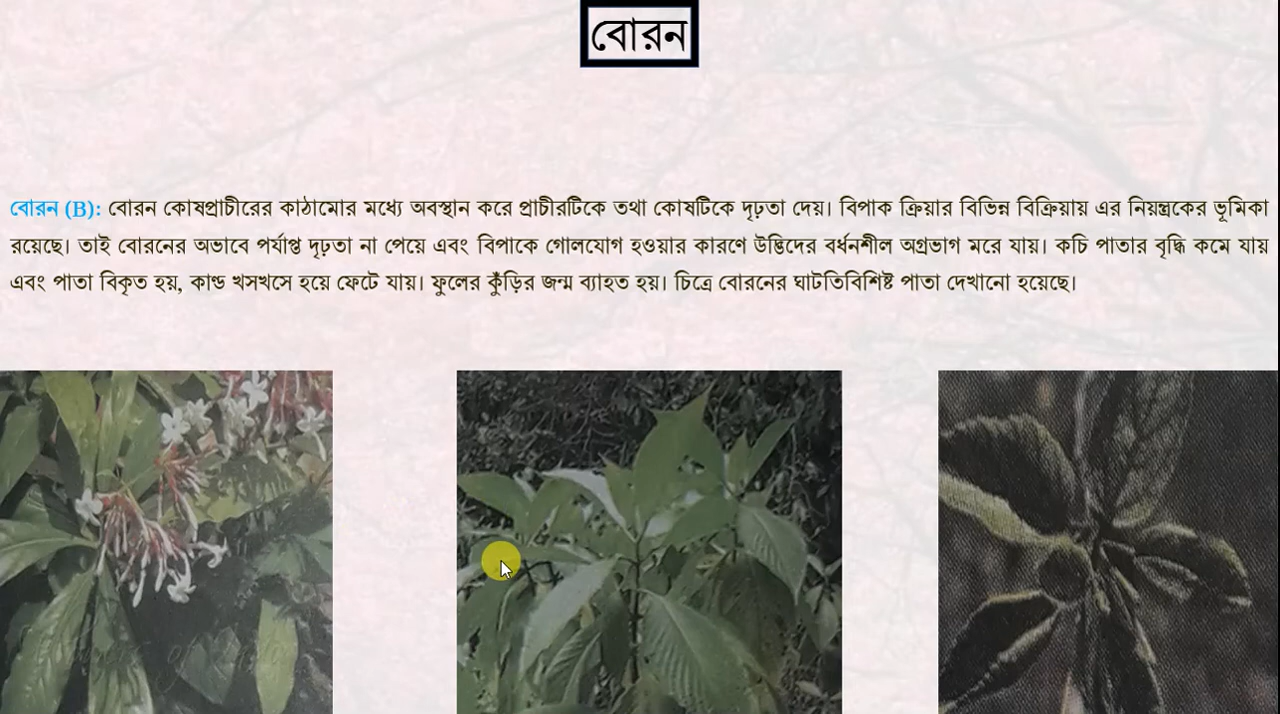 বোরন
বোরন (B): বোরন কোষপ্রাচীরের কাঠামোর মধ্যে অবস্থান করে প্রাচীরটিকে তথা কোষটিকে দৃঢ়তা দেয়। বিপাক ক্রিয়ার বিভিন্ন বিক্রিয়ায় এর নিয়ন্ত্রকের ভূমিকা
রয়েছে। তাই বোরনের অভাবে পর্যাপ্ত দৃঢ়তা না পেয়ে এবং বিপাকে গোলযোগ হওয়ার কারণে উদ্ভিদের বর্ধনশীল অগ্রভাগ মরে যায়। কচি পাতার বৃদ্ধি কমে যায়
এবং পাতা বিকৃত হয়, কান্ড খসখসে হয়ে ফেটে যায়। ফুলের কুঁড়ির জন্ম ব্যাহত হয়। চিত্রে বোরনের ঘাটতিবিশিষ্ট পাতা দেখানো হয়েছে।